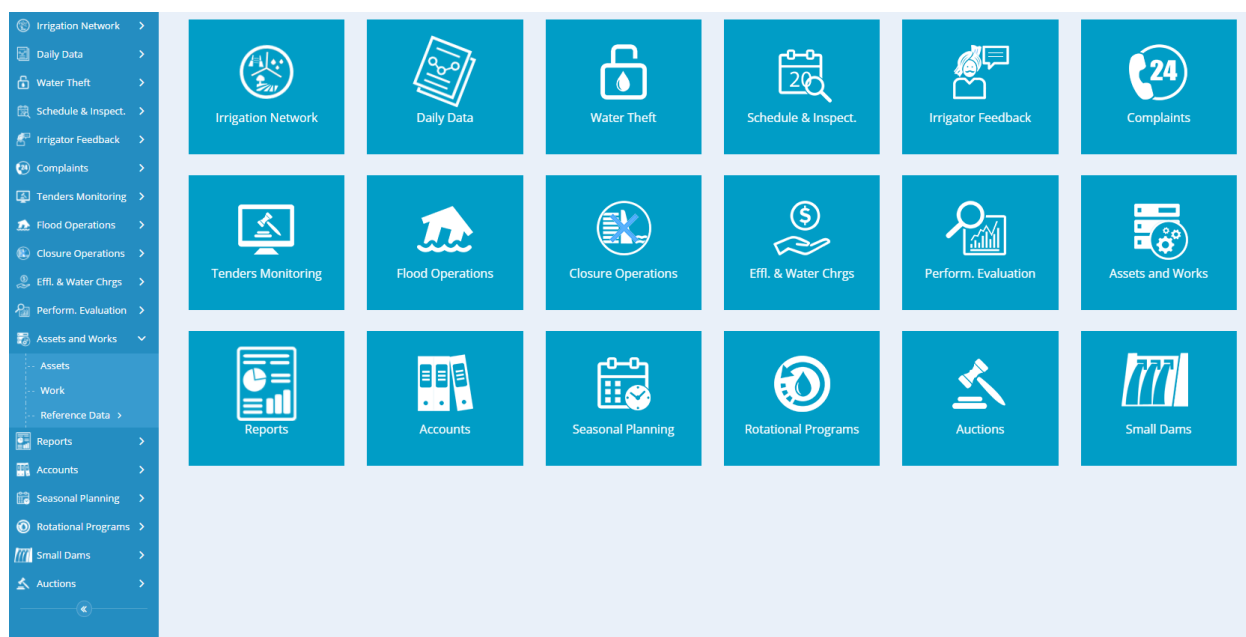 Irrigation Network
Daily Data
Water Theft
Schedule & Inspect.
Irrigator Feedback
Complaints
Tenders Monitoring
Flood Operations
Closure Operations
Effl. & Water Chrgs
Perform. Evaluation
Assets and Works
Assets
Work
Reference Data
Reports
Accounts
Seasonal Planning
Rotational Programs
Small Dams
Auctions
Irrigation Network
Daily Data
Water Theft
20
Schedule & Inspect.
Irrigator Feedback
24
Complaints
Tenders Monitoring
Flood Operations
Closure Operations
$
Effl. & Water Chrgs
Perform. Evaluation
Assets and Works
Reports
Accounts
Seasonal Planning
Rotational Programs
Auctions
Small Dams